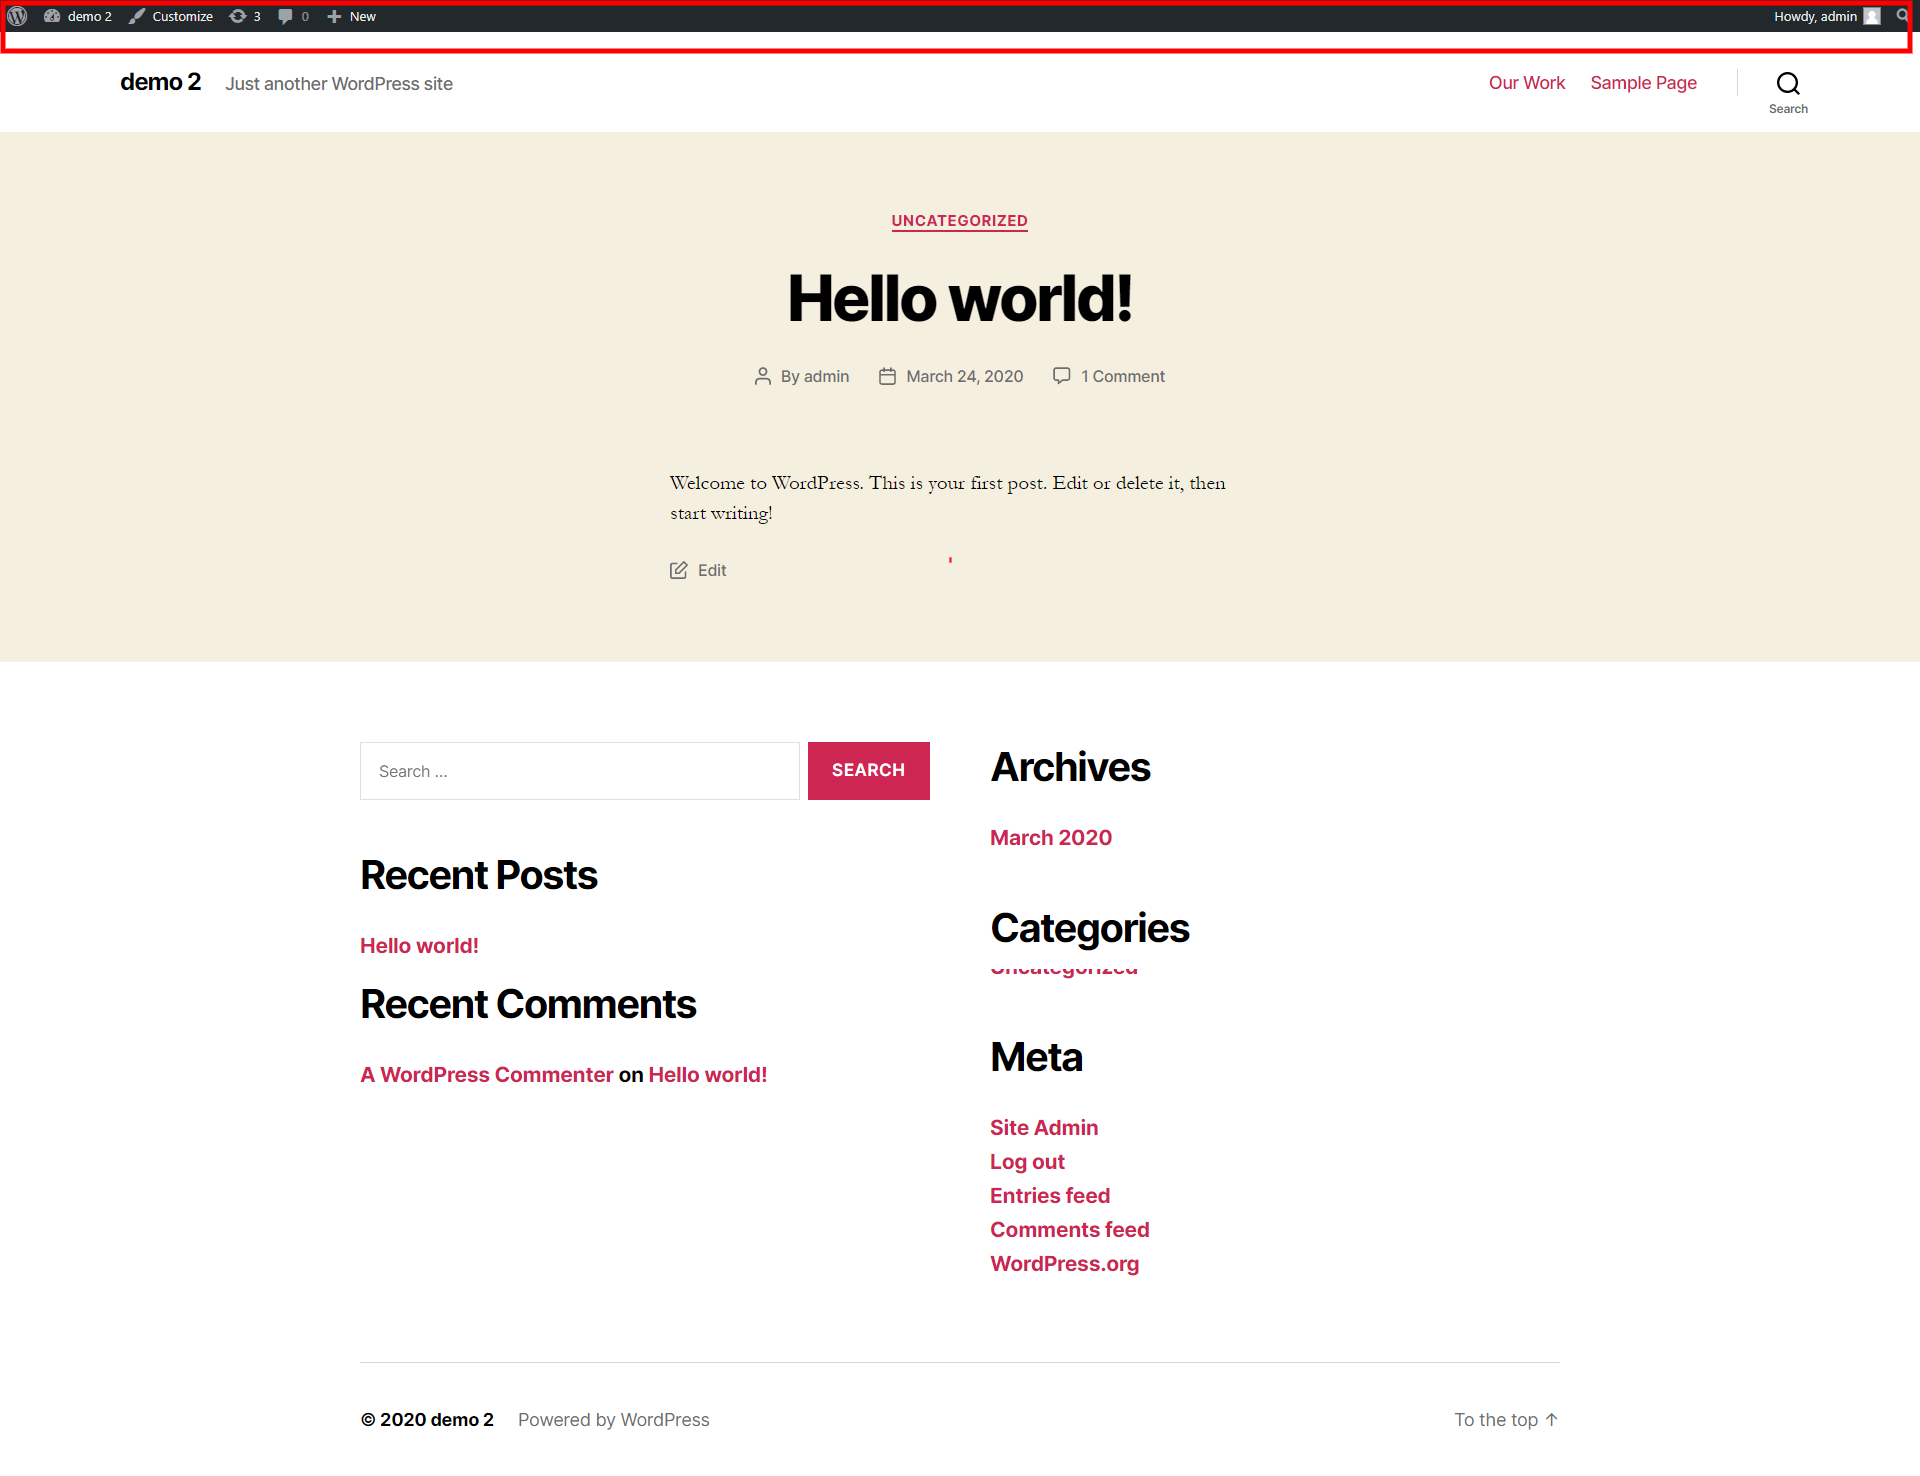 demo 2 Customize 3 0 New Howdy, admin
demo 2 Just another WordPress site Our Work Sample Page
Search
UNCATEGORIZED
Hello world!
By admin March 24, 2020 1 Comment
Welcome to WordPress. This is your first post. Edit or delete it, then
start writing!
Edit
Search ... SEARCH
Recent Posts
Hello world!
Recent Comments
A WordPress Commenter on Hello world!
Archives
March 2020
Categories
Uncategorized
Meta
Site Admin
Log out
Entries feed
Comments feed
WordPress.org
© 2020 demo 2 Powered by WordPress To the top ↑